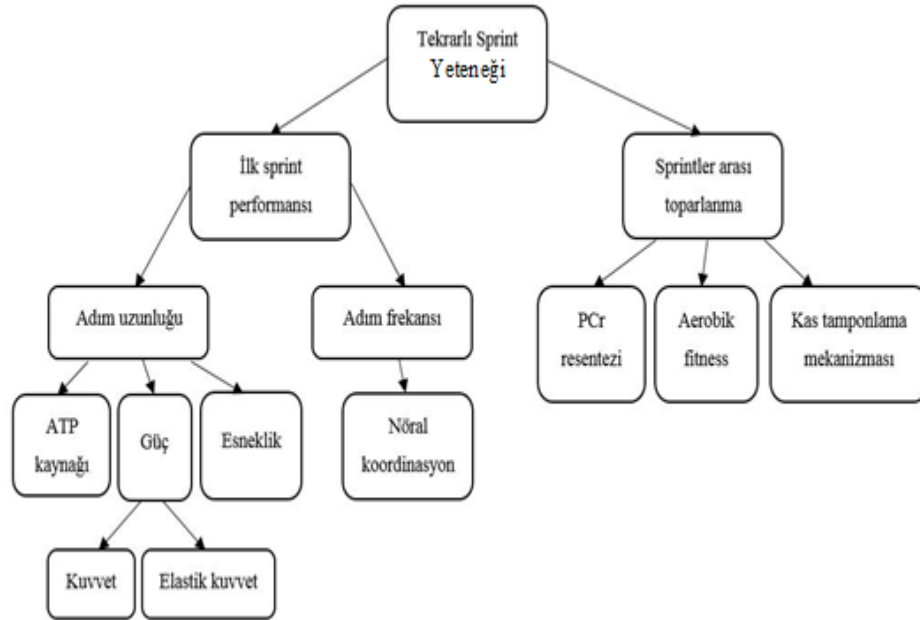 Tekrarlı Sprint
Yeteneği
İlk sprint
performansı
Sprintler arası
toparlanma
Adım uzunluğu
Adım frekansı
PCr
resentezi
Aerobik
fitness
Kas tamponlama
mekanizması
ATP
kaynağı
Güç
Esneklik
Nöral
koordinasyon
Kuvvet
Elastik kuvvet